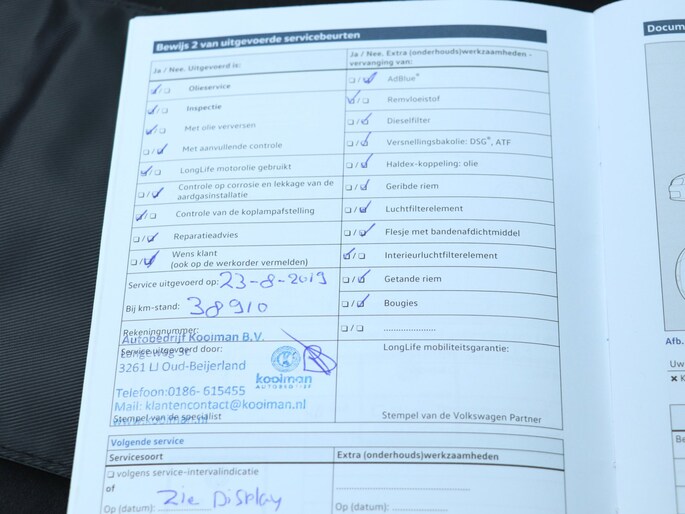 Bewijs 2 van uitgevoerde servicebeurten
Ja / Nee. Uitgevoerd is:
Olieservice
Inspectie
Met olie verversen
Met aanvullende controle
LongLife motorolie gebruikt
Controle op corrosie en lekkage van de
aardgasinstallatie
Controle van de koplampafstelling
Reparatieadvies
Wens klant
(ook op de werkorder vermelden)
Service uitgevoerd op: 23-8-2019
Bij km-stand: 38910
Rekeningnummer:
Autobedrijf Kooiman B.V.
Service uitgevoerd door:
3261 LJ Oud-Beijerland
kooiman
AUTOBEDRIJF
Telefoon:0186- 615455
Mail: klantencontact@kooiman.nl
Stempel van de specialist
Ja / Nee. Extra (onderhouds)werkzaamheden -
vervanging van:
AdBlue®
Remvloeistof
Dieselfilter
Versnellingsbakolie: DSG®, ATF
Haldex-koppeling: olie
Geribde riem
Luchtfilterelement
Flesje met bandenafdichtmiddel
Interieurluchtfilterelement
Getande riem
Bougies
.....................
LongLife mobiliteitsgarantie:
Stempel van de Volkswagen Partner
Volgende service
Servicesoort
volgens service-intervalindicatie
of
Op (datum): Zie Display
Extra (onderhouds)werkzaamheden
Op (datum):
Docum
Afb.
Uw
Be